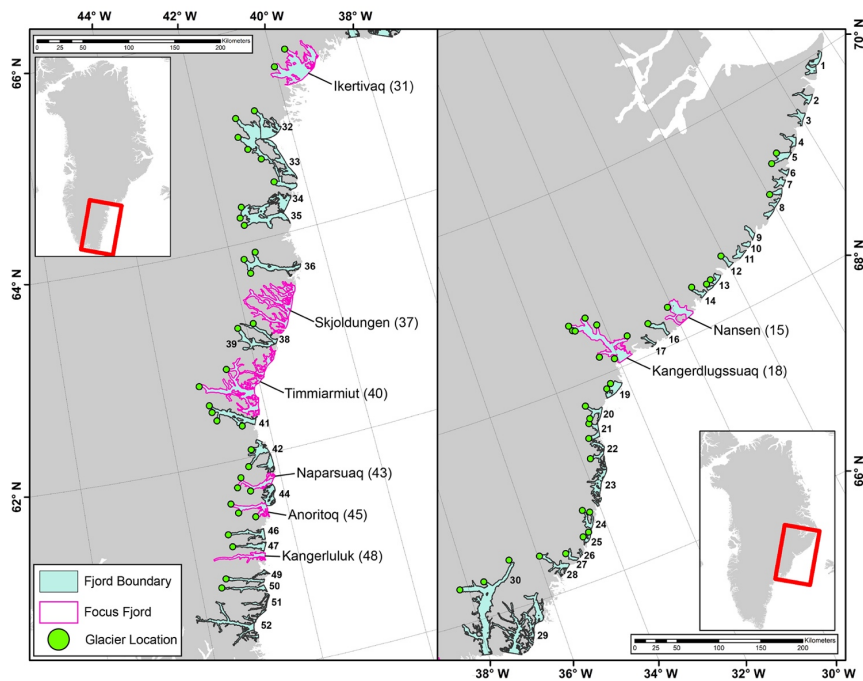 44° W
42° W
40° W
38° W
0 25 50 100 150 200
Kilometers
66° N
64° N
62° N
Ikertivaq (31)
32
33
34
35
36
Skjoldungen (37)
38
39
Timmiarmiut (40)
41
42
Naparsuaq (43)
44
Anoritoq (45)
46
47
Kangerluluk (48)
49
50
51
52
Fjord Boundary
Focus Fjord
Glacier Location
70° N
68° N
66° N
1
2
3
4
5
6
7
8
9
10
11
12
13
14
Nansen (15)
16
17
Kangerdlugssuaq (18)
19
20
21
22
23
24
25
26
27
28
29
30
Kilometers
0 25 50 100 150 200
38° W
36° W
34° W
32° W
30° W